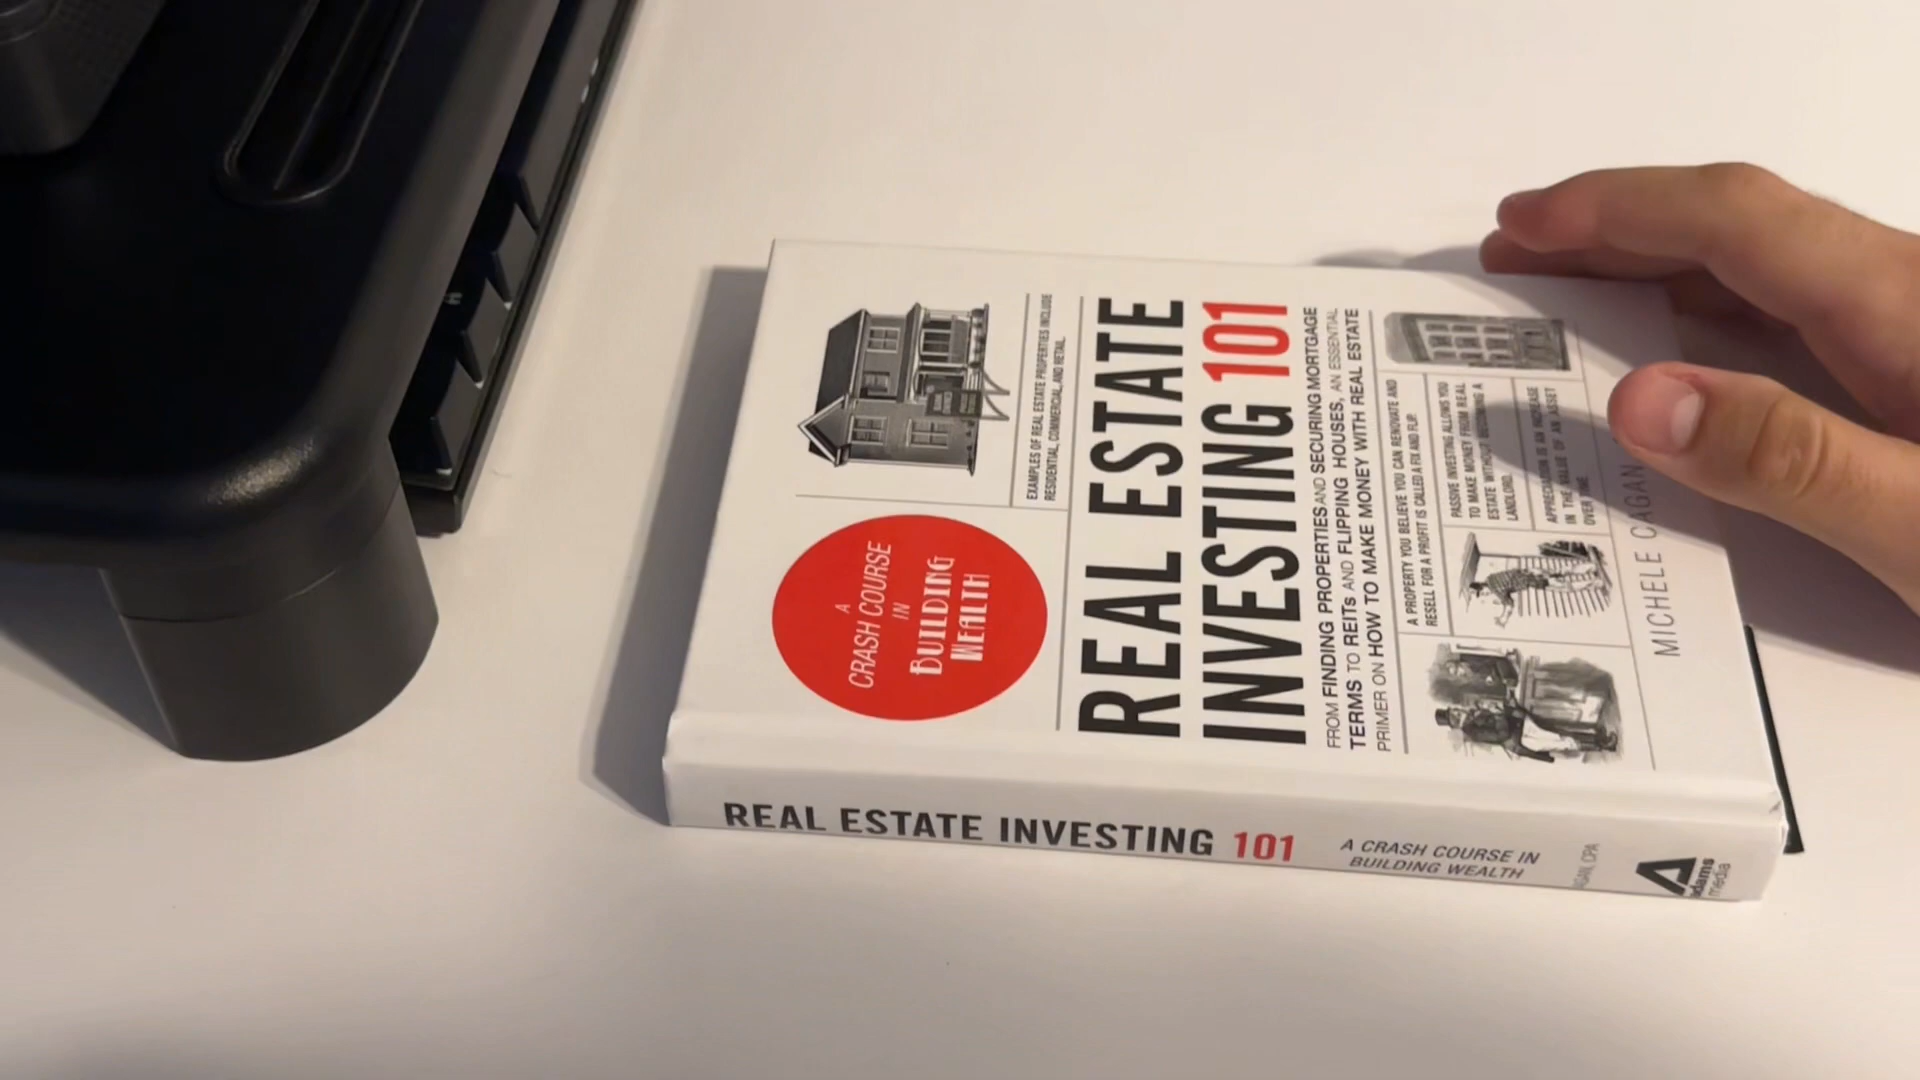 A
CRASH COURSE
IN
BUILDING
WEALTH
EXAMPLES OF REAL ESTATE PROPERTIES INCLUDE
RESIDENTIAL, COMMERCIAL, AND RETAIL.
REAL ESTATE
INVESTING 101
FROM FINDING PROPERTIES AND SECURING MORTGAGE
TERMS TO REITs AND FLIPPING HOUSES, AN ESSENTIAL
PRIMER ON HOW TO MAKE MONEY WITH REAL ESTATE
A PROPERTY YOU BELIEVE YOU CAN RENOVATE AND
RESELL FOR A PROFIT IS CALLED A FIX AND FLIP.
PASSIVE INVESTING ALLOWS YOU
TO MAKE MONEY FROM REAL
ESTATE WITHOUT BECOMING A
LANDLORD.
APPRECIATION IS AN INCREASE
IN THE VALUE OF AN ASSET
OVER TIME.
MICHELE CAGAN
REAL ESTATE INVESTING 101
A CRASH COURSE IN
BUILDING WEALTH
CPA
adams
media
H